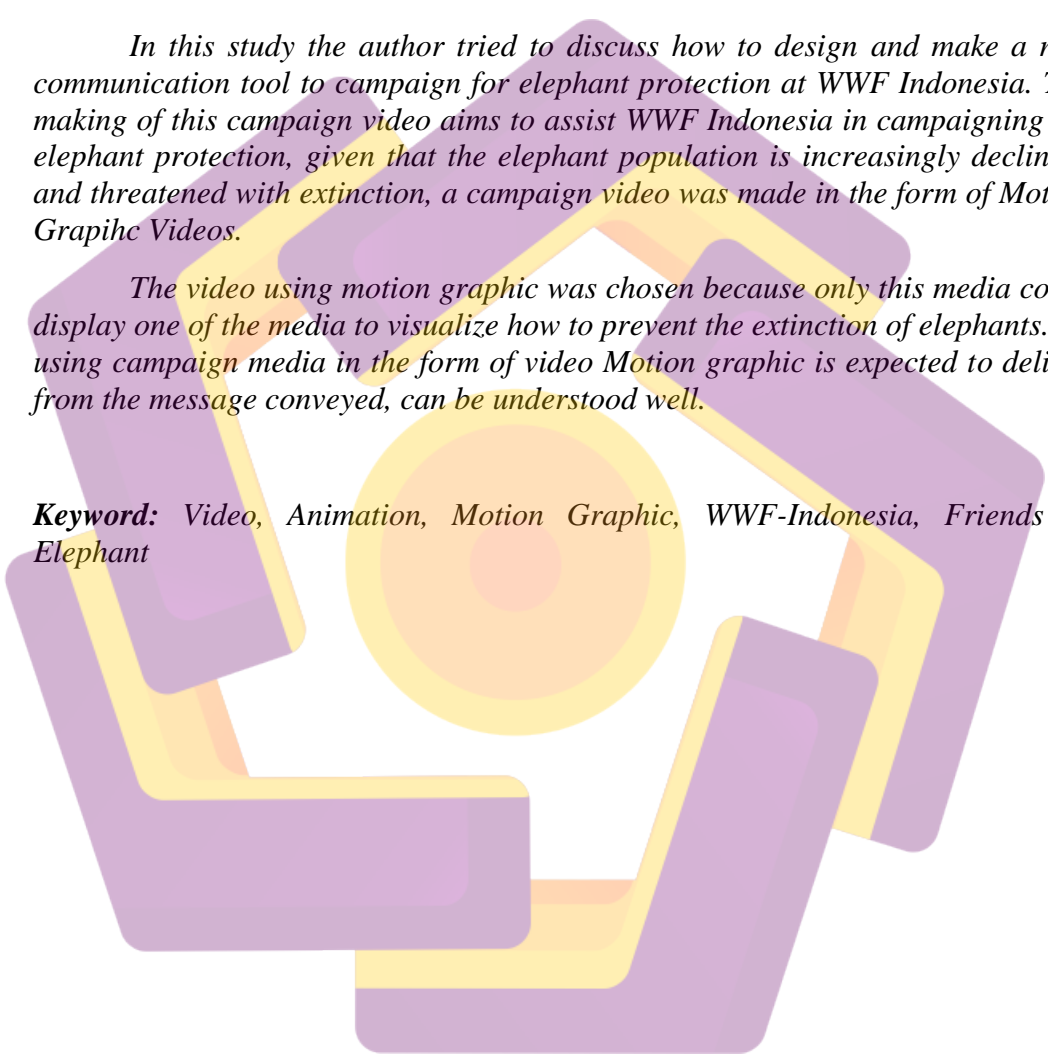 In this study the author tried to discuss how to design and make a
communication tool to campaign for elephant protection at WWF Indonesia.
making of this campaign video aims to assist WWF Indonesia in campaigning
elephant protection, given that the elephant population is increasingly
and threatened with extinction, a campaign video was made in the form of
Grapihc Videos.
The video using motion graphic was chosen because only this media
display one of the media to visualize how to prevent the extinction of elephants.
using campaign media in the form of video Motion graphic is expected to
from the message conveyed, can be understood well.
Keyword: Video, Animation, Motion Graphic, WWF-Indonesia, Friends
Elephant